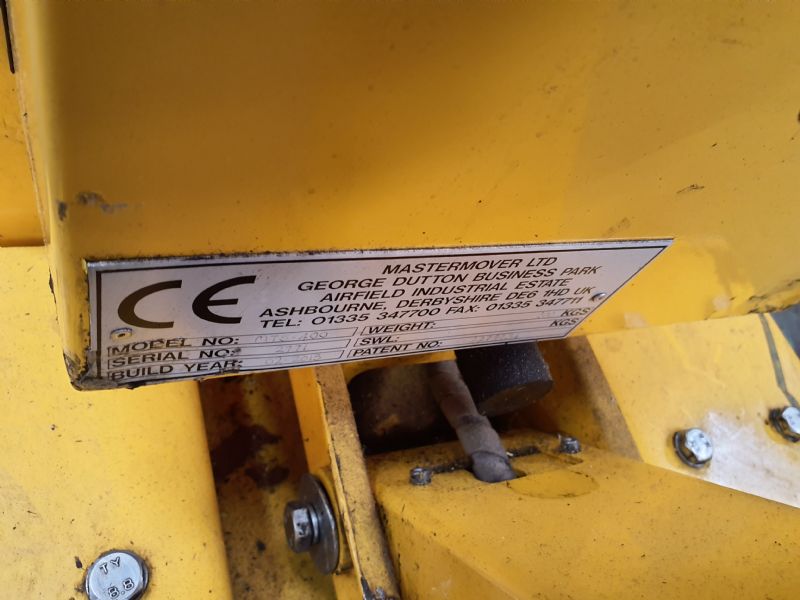 CE
MASTERMOVER LTD
GEORGE DUTTON BUSINESS PARK
AIRFIELD INDUSTRIAL ESTATE
ASHBOURNE, DERBYSHIRE DE6 1HD UK
TEL: 01335 347700 FAX: 01335 347711
MODEL NO: WEIGHT: KGS
SERIAL NO: SWL: KGS
BUILD YEAR: PATENT NO:
TY
8.8